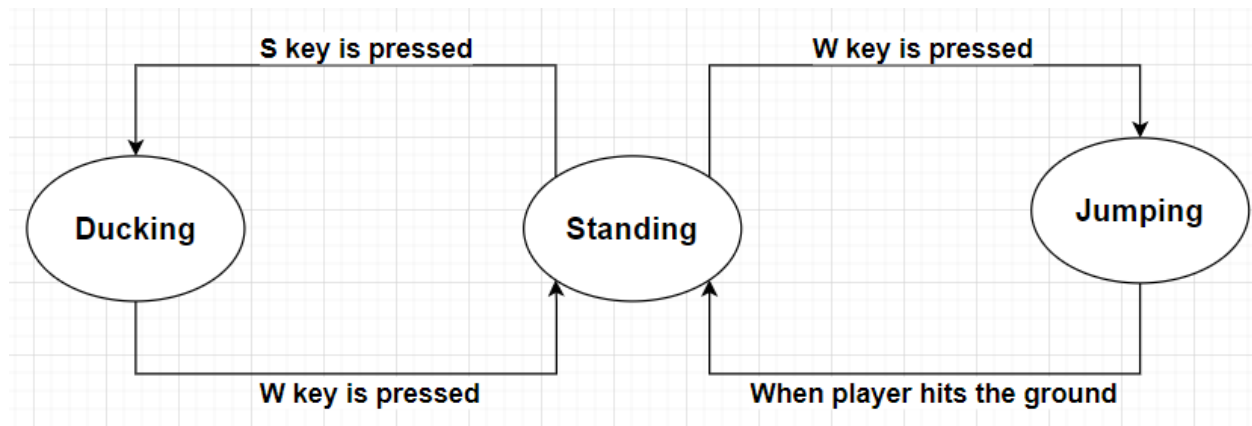 S key is pressed
W key is pressed
Ducking
Standing
Jumping
W key is pressed
When player hits the ground